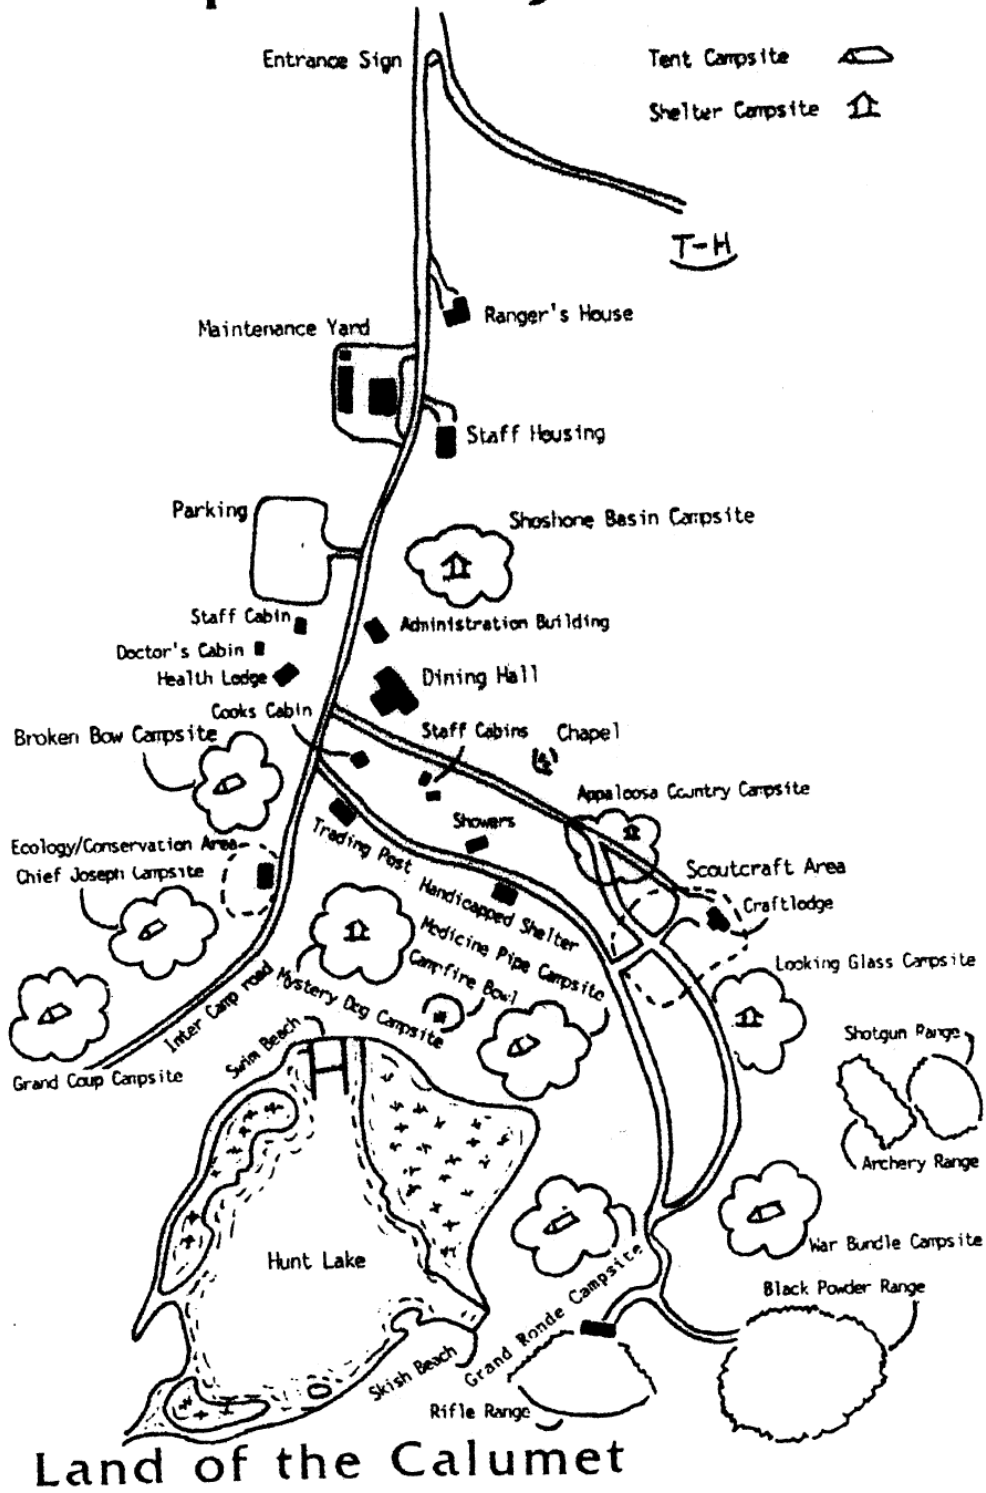 Entrance Sign
Tent Campsite
Shelter Campsite
T-H
Ranger's House
Maintenance Yard
Staff Housing
Parking
Shoshone Basin Campsite
Staff Cabin
Administration Building
Doctor's Cabin
Health Lodge
Dining Hall
Cooks Cabin
Staff Cabins
Chapel
Broken Bow Campsite
Appaloosa Country Campsite
Showers
Trading Post
Ecology/Conservation Area
Chief Joseph Campsite
Scoutcraft Area
Handicapped Shelter
Craftlodge
Medicine Pipe Campsite
Campfire Bowl
Looking Glass Campsite
Mystery Dog Campsite
Inter Camp road
Swim Beach
Shotgun Range
Grand Coup Campsite
Archery Range
War Bundle Campsite
Hunt Lake
Grand Ronde Campsite
Black Powder Range
Skish Beach
Rifle Range
Land of the Calumet